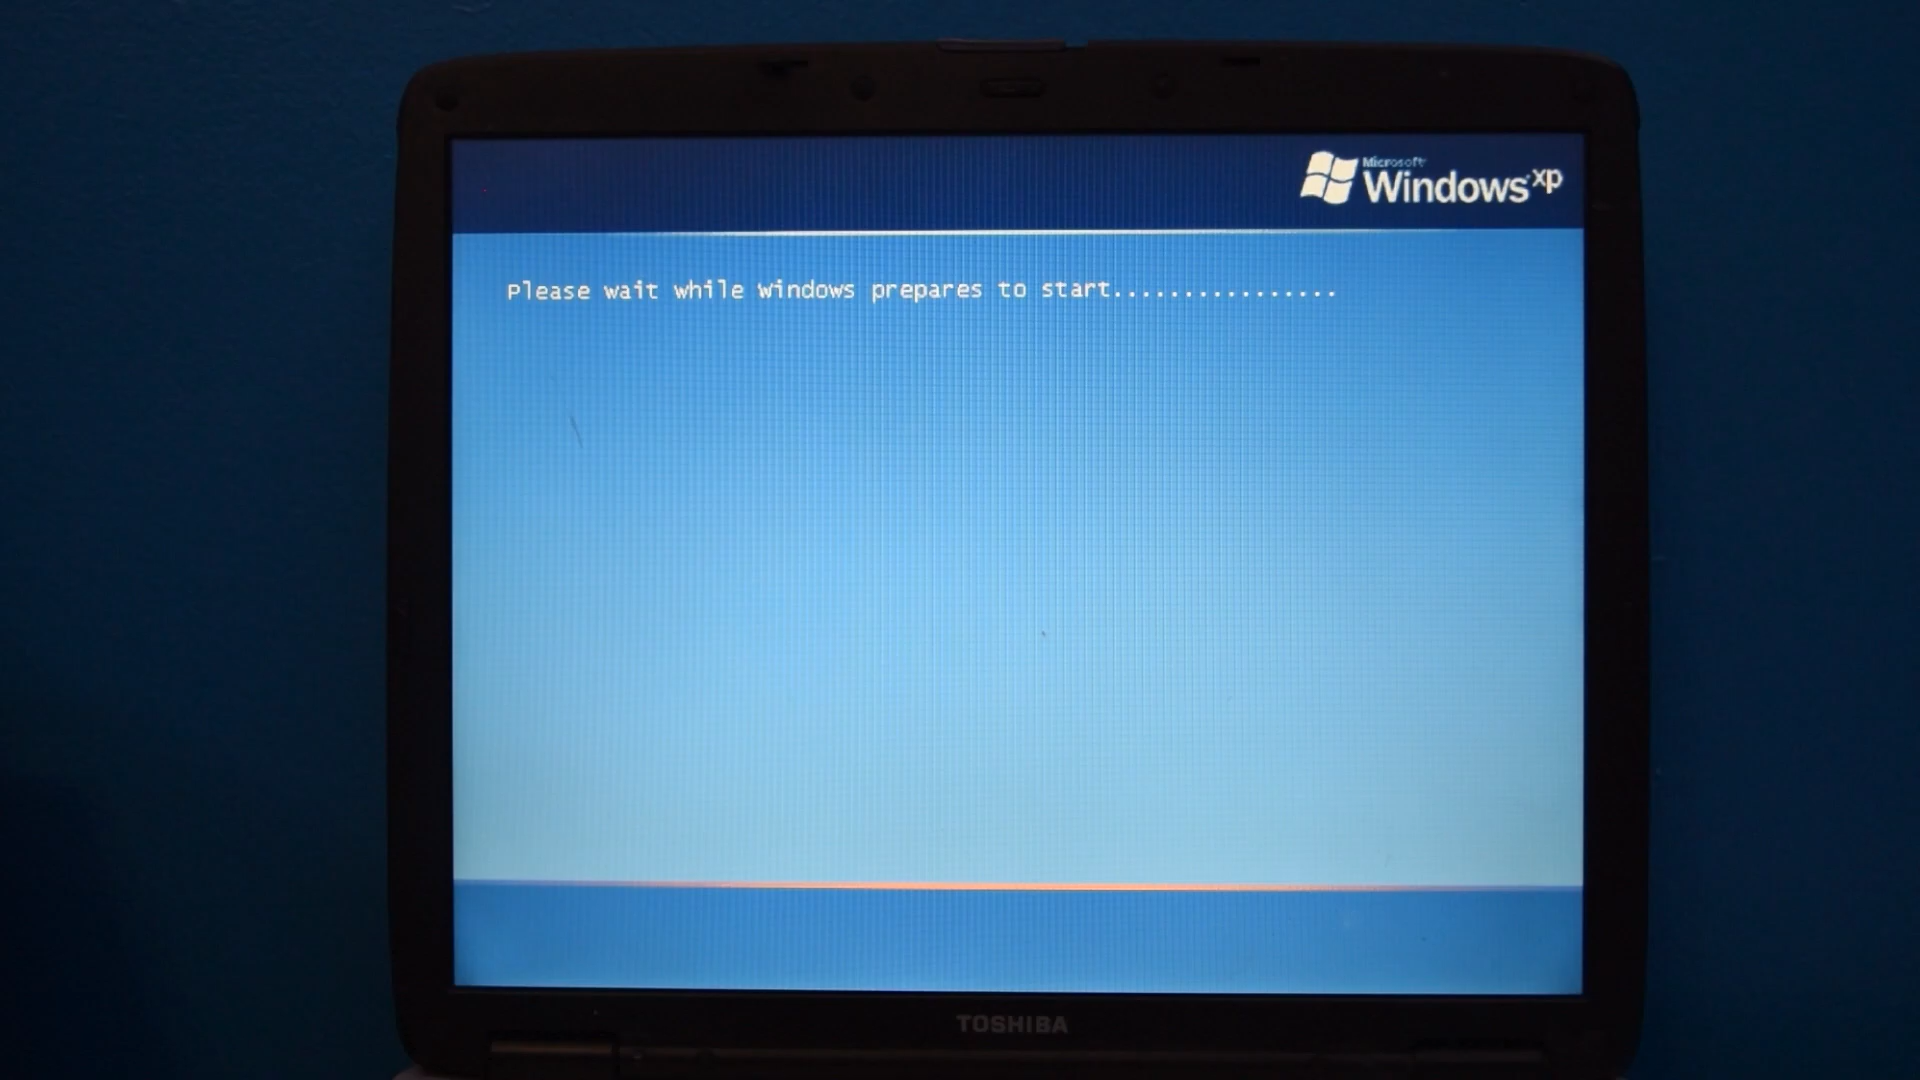 Microsoft
Windows xp
Please wait while windows prepares to start................
TOSHIBA